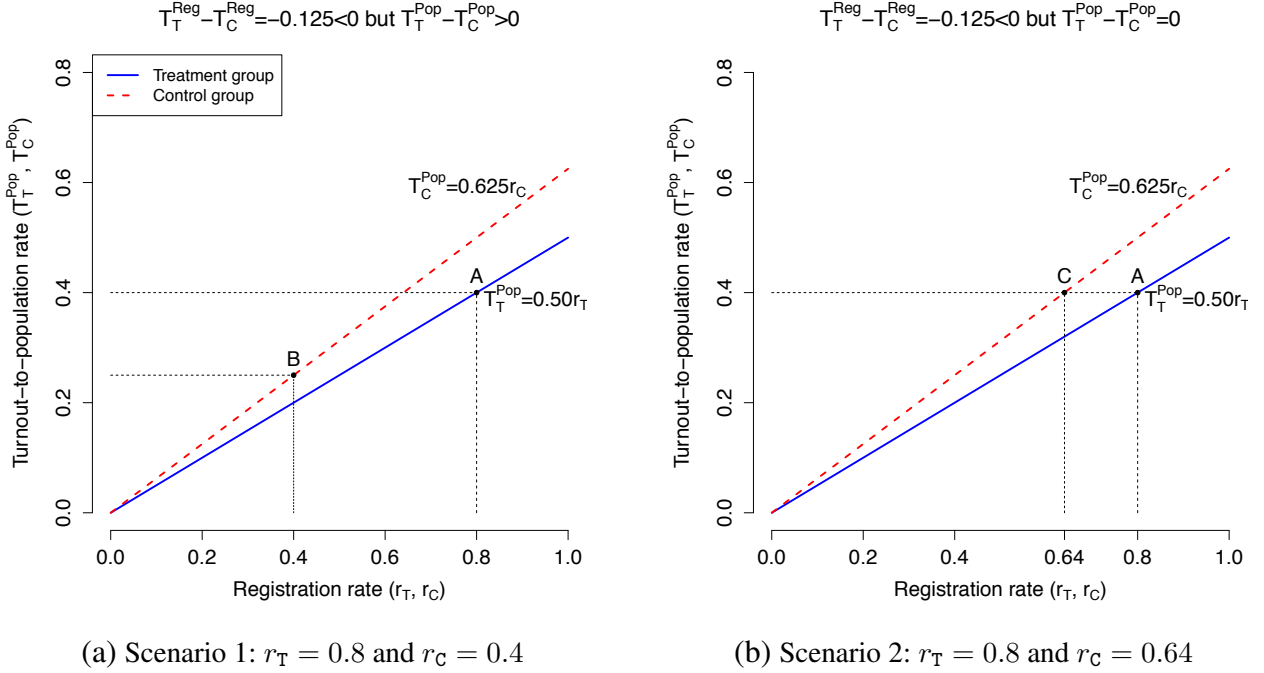 T_T^Reg−T_C^Reg=−0.125<0 but T_T^Pop−T_C^Pop>0
Treatment group
Control group
Turnout−to−population rate (T_T^Pop, T_C^Pop)
0.8
0.6
0.4
0.2
0.0
T_C^Pop=0.625r_C
A
T_T^Pop=0.50r_T
B
0.0 0.2 0.4 0.6 0.8 1.0
Registration rate (r_T, r_C)
(a) Scenario 1: r_T = 0.8 and r_C = 0.4
T_T^Reg−T_C^Reg=−0.125<0 but T_T^Pop−T_C^Pop=0
Turnout−to−population rate (T_T^Pop, T_C^Pop)
0.8
0.6
0.4
0.2
0.0
T_C^Pop=0.625r_C
C A
T_T^Pop=0.50r_T
0.0 0.2 0.4 0.64 0.8 1.0
Registration rate (r_T, r_C)
(b) Scenario 2: r_T = 0.8 and r_C = 0.64